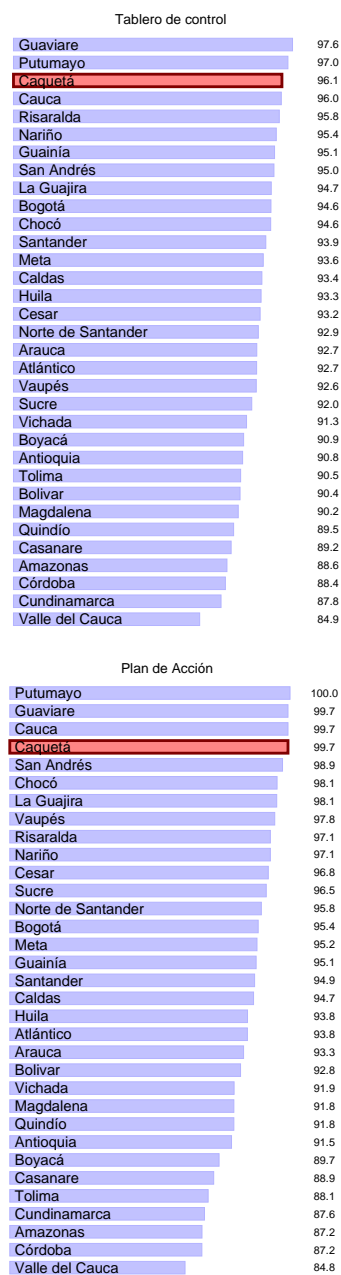 Tablero de control
Guaviare 97.6
Putumayo 97.0
Caquetá 96.1
Cauca 96.0
Risaralda 95.8
Nariño 95.4
Guainía 95.1
San Andrés 95.0
La Guajira 94.7
Bogotá 94.6
Chocó 94.6
Santander 93.9
Meta 93.6
Caldas 93.4
Huila 93.3
Cesar 93.2
Norte de Santander 92.9
Arauca 92.7
Atlántico 92.7
Vaupés 92.6
Sucre 92.0
Vichada 91.3
Boyacá 90.9
Antioquia 90.8
Tolima 90.5
Bolivar 90.4
Magdalena 90.2
Quindío 89.5
Casanare 89.2
Amazonas 88.6
Córdoba 88.4
Cundinamarca 87.8
Valle del Cauca 84.9
Plan de Acción
Putumayo 100.0
Guaviare 99.7
Cauca 99.7
Caquetá 99.7
San Andrés 98.9
Chocó 98.1
La Guajira 98.1
Vaupés 97.8
Risaralda 97.1
Nariño 97.1
Cesar 96.8
Sucre 96.5
Norte de Santander 95.8
Bogotá 95.4
Meta 95.2
Guainía 95.1
Santander 94.9
Caldas 94.7
Huila 93.8
Atlántico 93.8
Arauca 93.3
Bolivar 92.8
Vichada 91.9
Magdalena 91.8
Quindío 91.8
Antioquia 91.5
Boyacá 89.7
Casanare 88.9
Tolima 88.1
Cundinamarca 87.6
Amazonas 87.2
Córdoba 87.2
Valle del Cauca 84.8